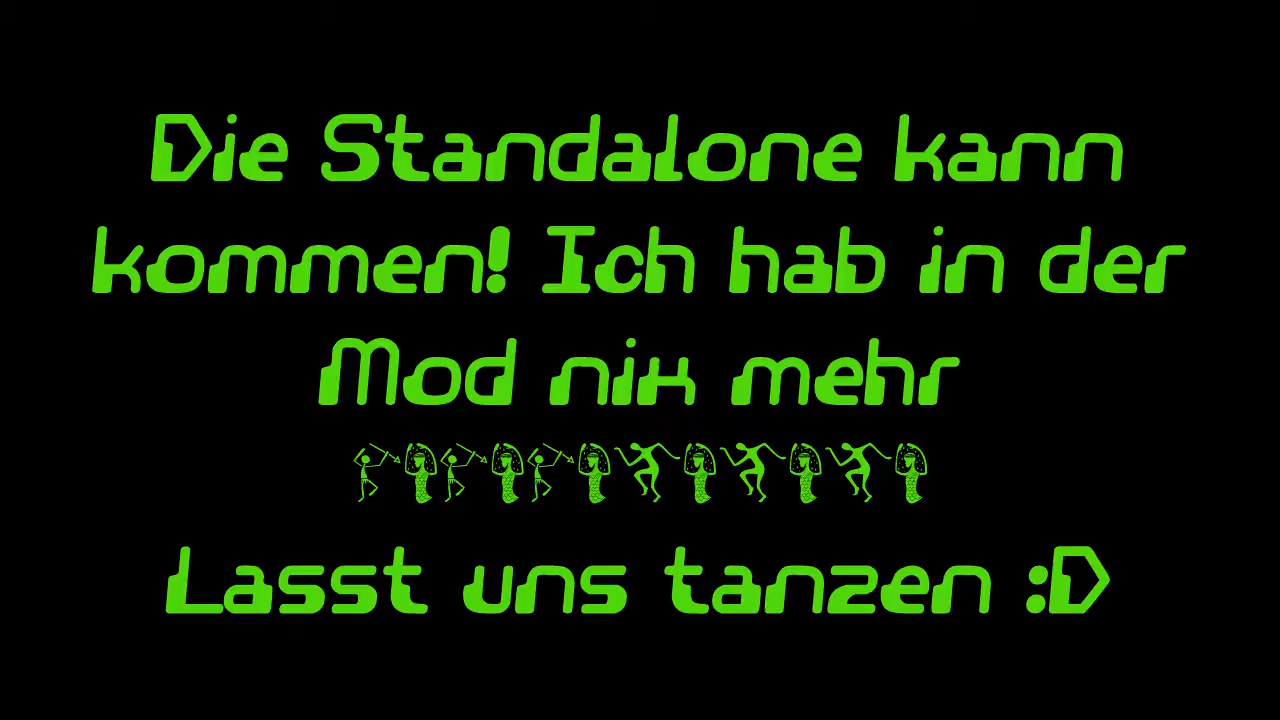 Die Standalone kann
kommen! Ich hab in der
Mod nix mehr
Lasst uns tanzen :D